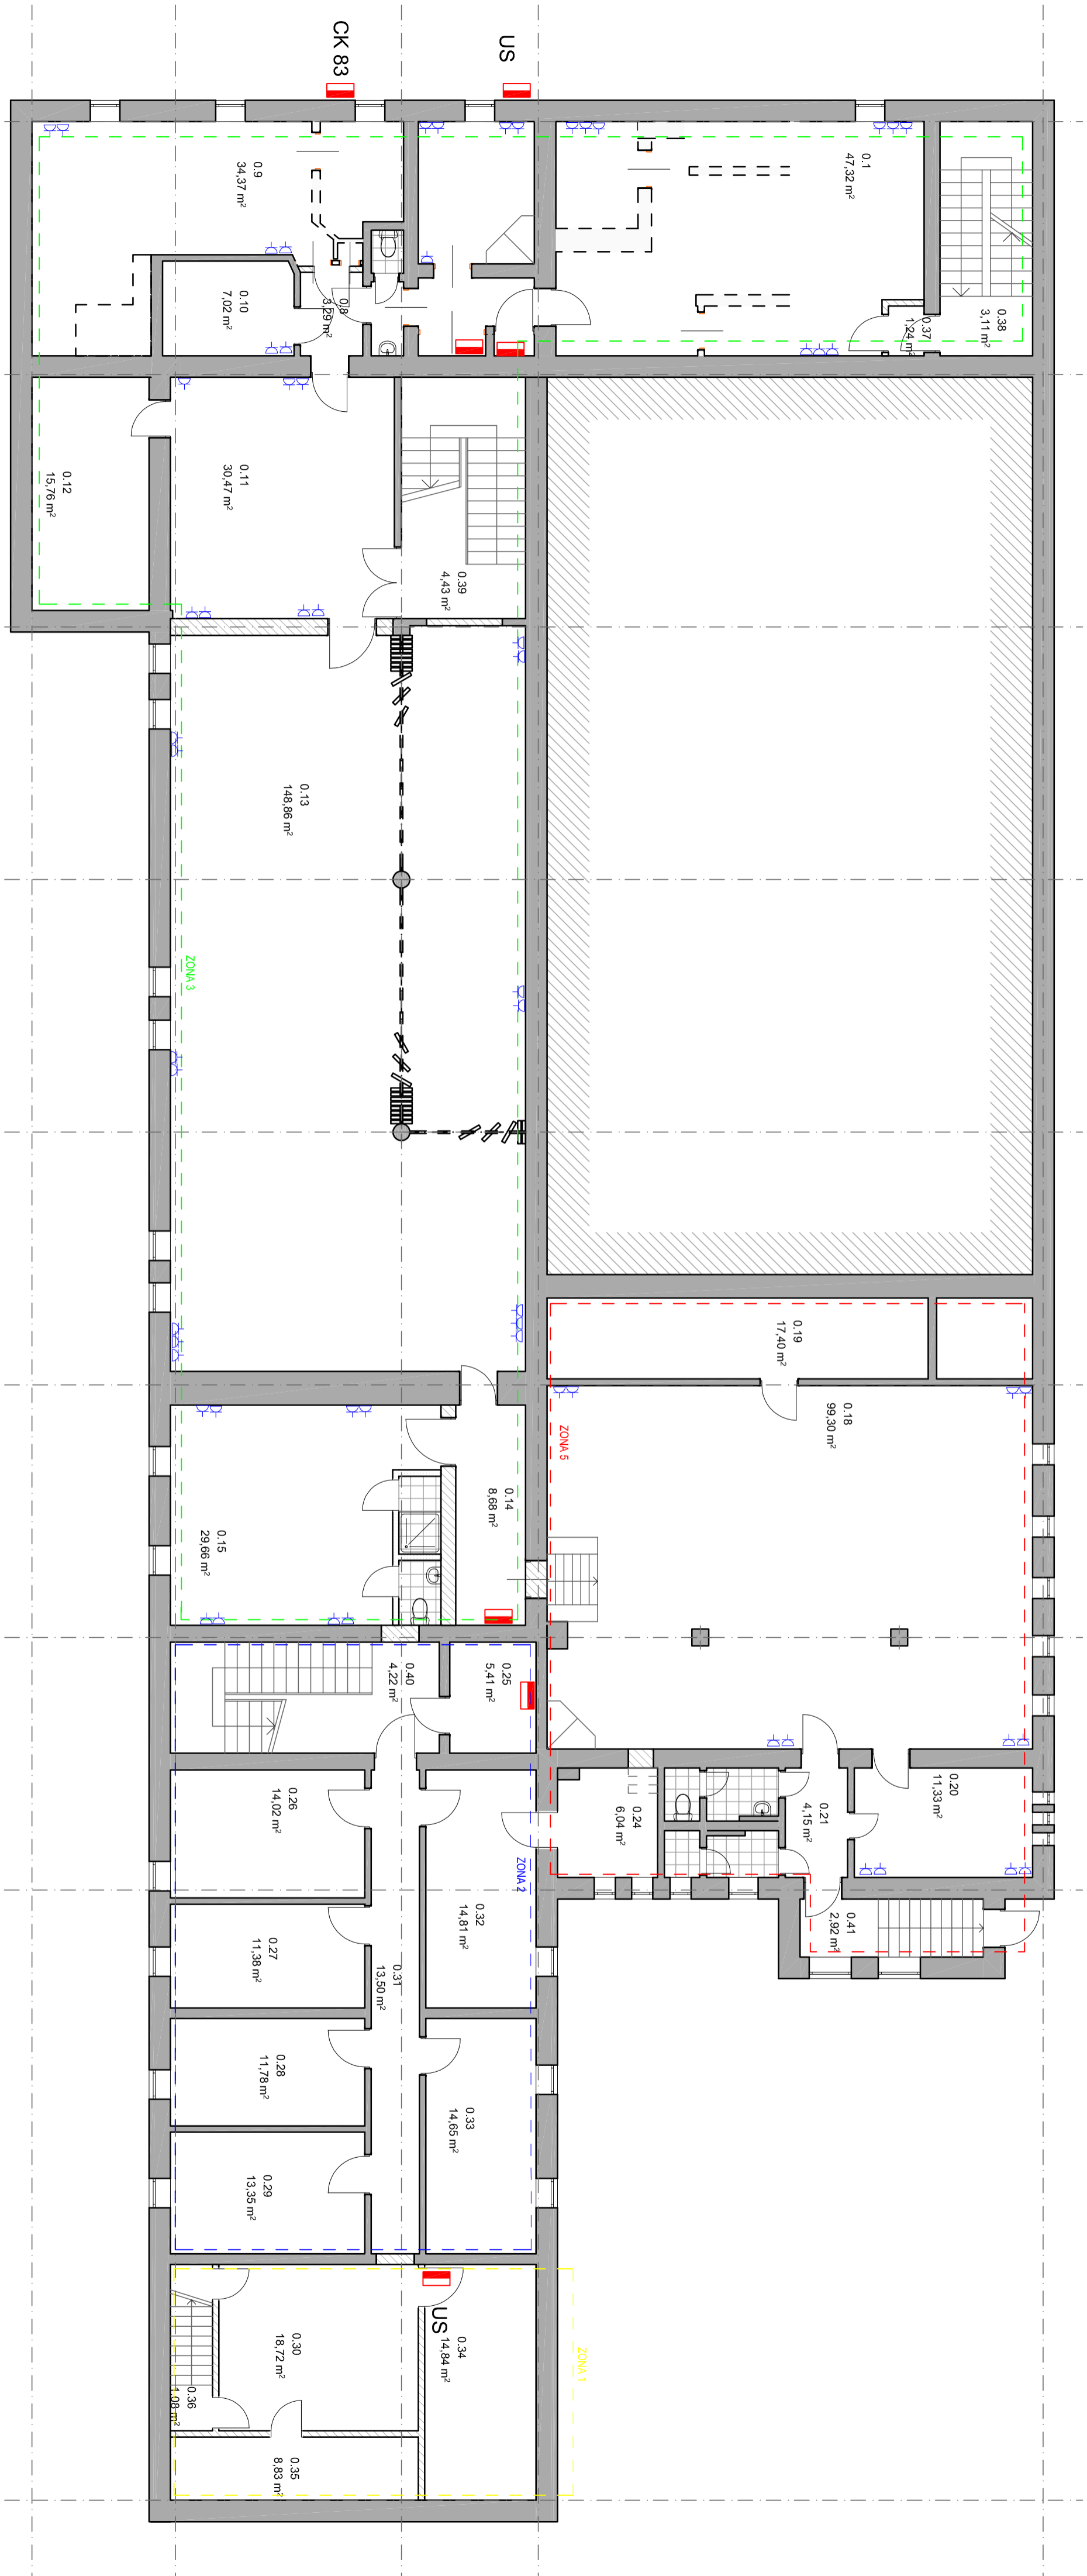 CK 83
US
0.9
34,37 m²
0.1
47,32 m²
0.10
7,02 m²
0.8
3,29 m²
0.37
1,24 m²
0.38
3,11 m²
0.12
15,76 m²
0.11
30,47 m²
0.39
4,43 m²
0.13
148,86 m²
ZONA 3
0.19
17,40 m²
0.18
99,30 m²
ZONA 5
0.14
8,68 m²
0.15
29,66 m²
0.40
4,22 m²
0.25
5,41 m²
0.26
14,02 m²
0.24
6,04 m²
0.21
4,15 m²
0.20
11,33 m²
ZONA 2
0.32
14,81 m²
0.41
2,92 m²
0.27
11,38 m²
0.31
13,50 m²
0.28
11,78 m²
0.33
14,65 m²
0.29
13,35 m²
US
0.34
14,84 m²
ZONA 1
0.30
18,72 m²
0.36
1,08 m²
0.35
8,83 m²